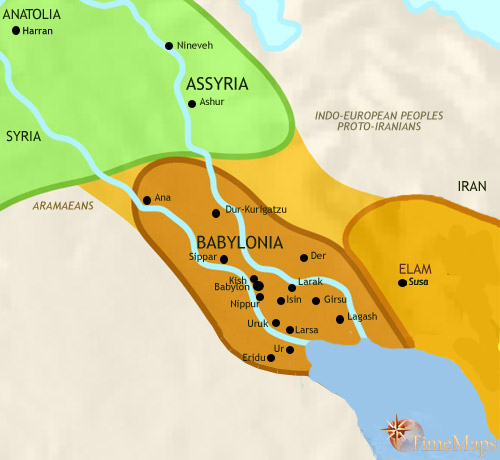 ANATOLIA
Harran
Nineveh
ASSYRIA
Ashur
INDO-EUROPEAN PEOPLES
PROTO-IRANIANS
SYRIA
IRAN
ARAMAEANS
Ana
Dur-Kurigatzu
BABYLONIA
Sippar
Der
ELAM
Susa
Kish
Babylon
Larak
Nippur
Isin
Girsu
Lagash
Uruk
Larsa
Ur
Eridu
TimeMaps